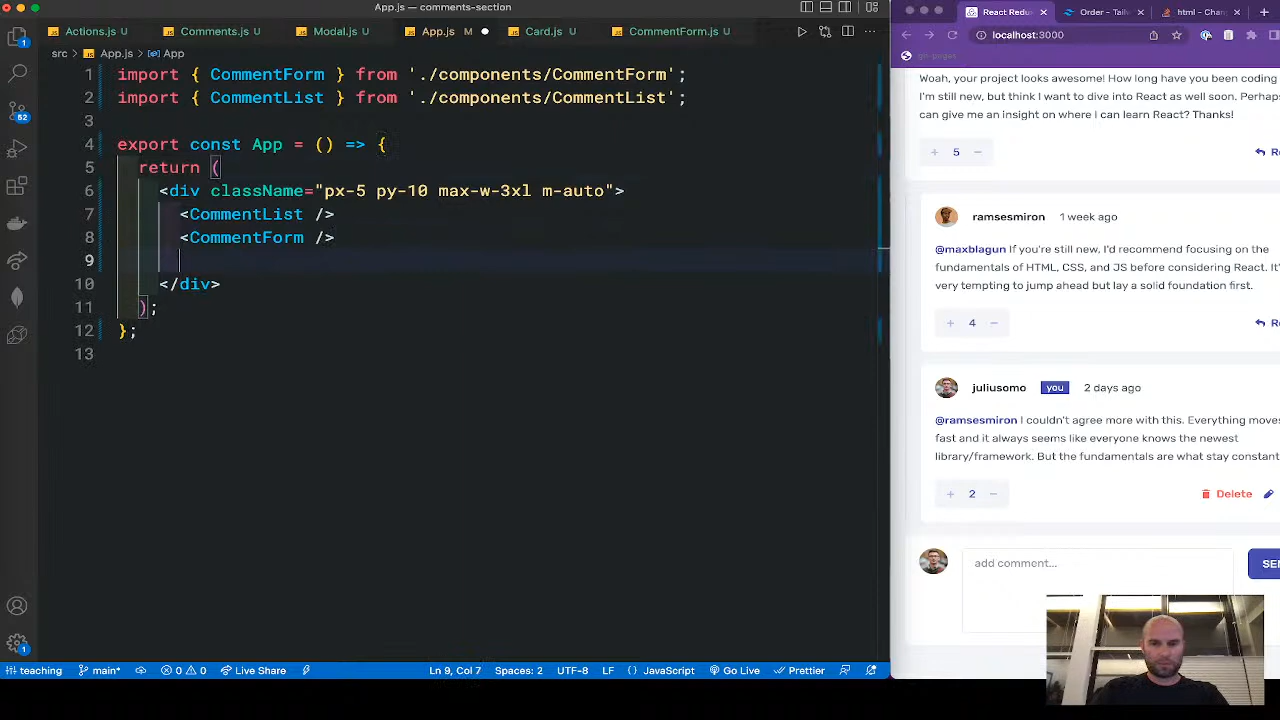 App.js — comments-section
Actions.js U
Comments.js U
Modal.js U
App.js M
Card.js U
CommentForm.js U
src > App.js > App
1 import { CommentForm } from './components/CommentForm';
2 import { CommentList } from './components/CommentList';
3
4 export const App = () => {
5 return (
6 <div className="px-5 py-10 max-w-3xl m-auto">
7 <CommentList />
8 <CommentForm />
9
10 </div>
11 );
12 };
13
1
52
1
teaching
main*
0 0
Live Share
Ln 9, Col 7
Spaces: 2
UTF-8
LF
{} JavaScript
Go Live
Prettier
React Redu
Order - Tail
html - Chan
localhost:3000
gh-pages
Woah, your project looks awesome! How long have you been coding
I'm still new, but think I want to dive into React as well soon. Perhaps
can give me an insight on where I can learn React? Thanks!
+ 5 −
Re
ramsesmiron 1 week ago
@maxblagun If you're still new, I'd recommend focusing on the
fundamentals of HTML, CSS, and JS before considering React. It'
very tempting to jump ahead but lay a solid foundation first.
+ 4 −
Re
juliusomo you 2 days ago
@ramsesmiron I couldn't agree more with this. Everything moves
fast and it always seems like everyone knows the newest
library/framework. But the fundamentals are what stay constant
+ 2 −
Delete
add comment...
SE